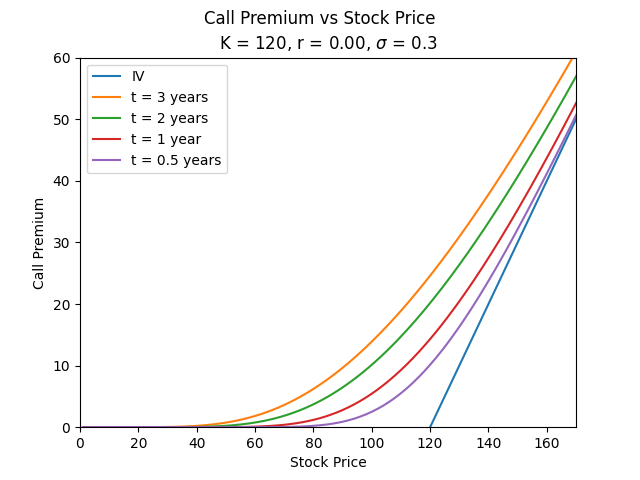 Call Premium vs Stock Price
K = 120, r = 0.00, σ = 0.3
60
50
40
30
20
10
0
Call Premium
IV
t = 3 years
t = 2 years
t = 1 year
t = 0.5 years
0 20 40 60 80 100 120 140 160
Stock Price